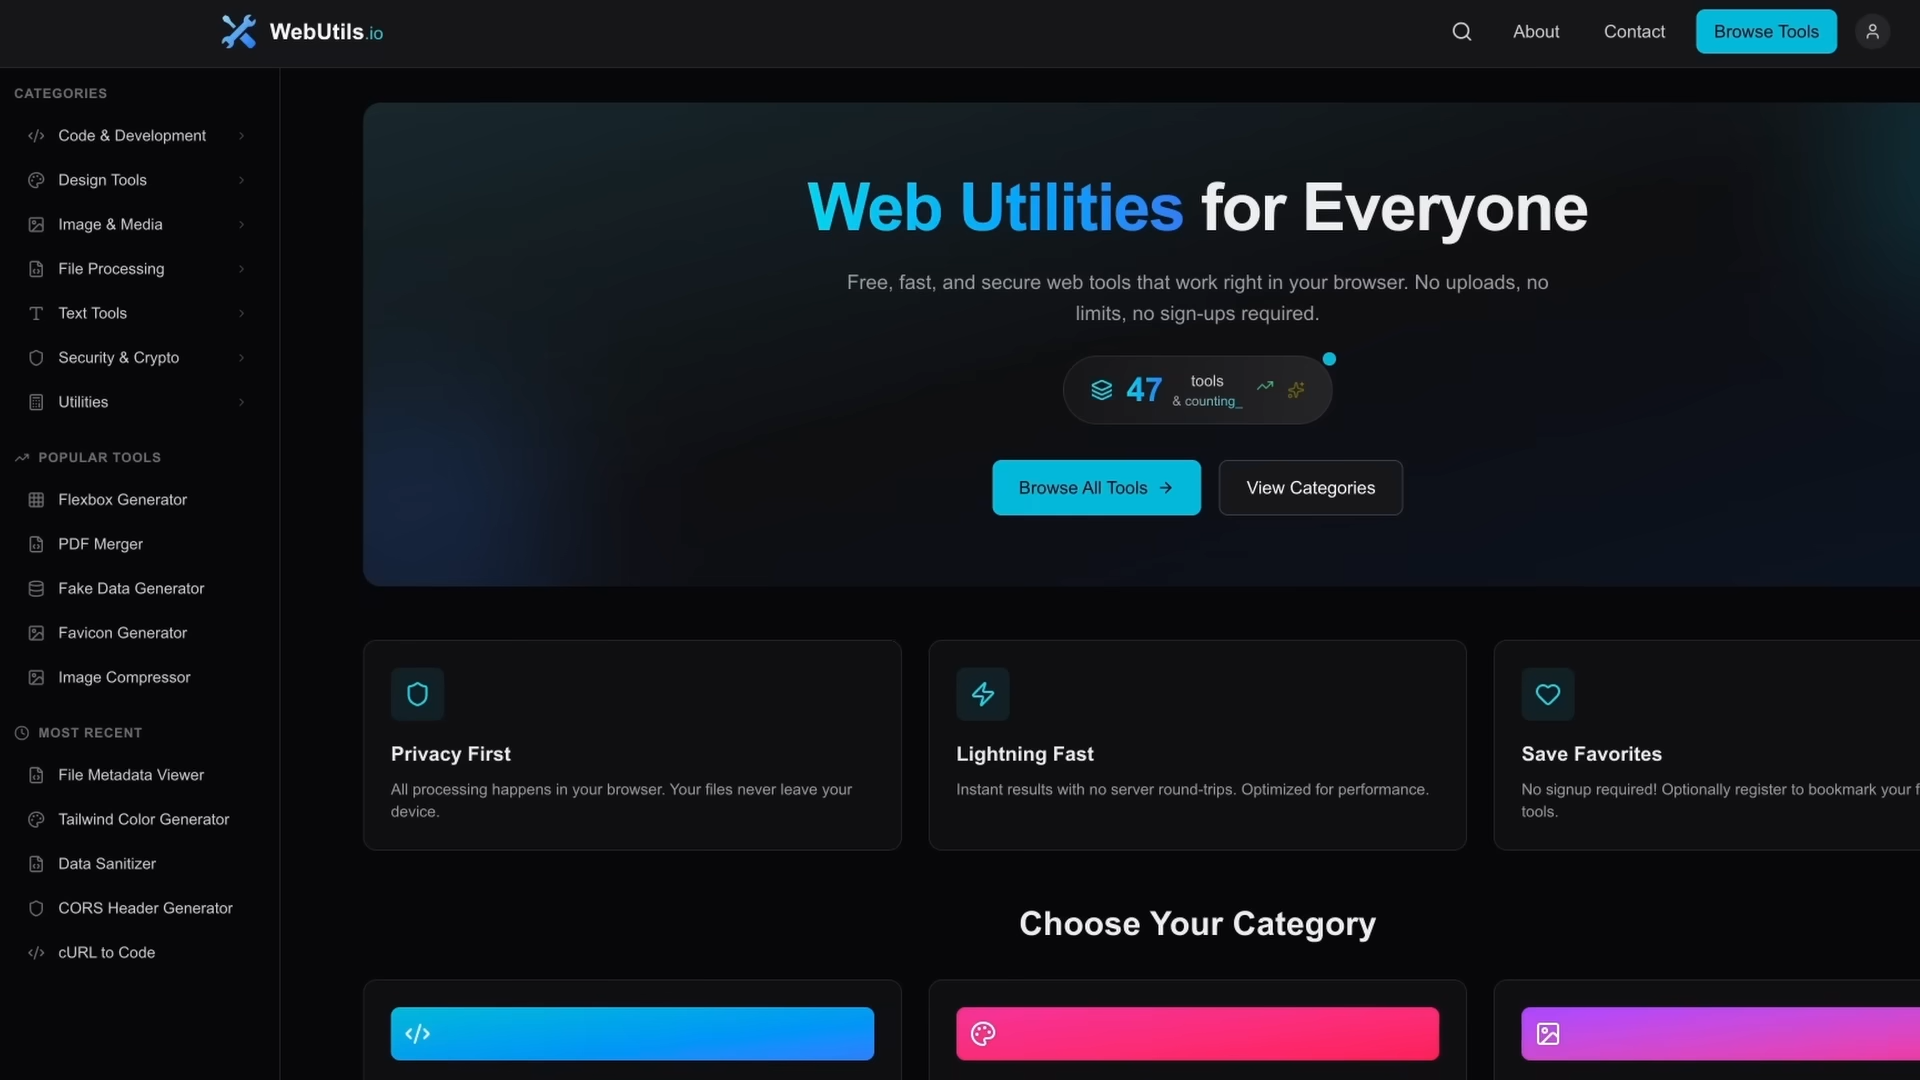 WebUtils.io
About
Contact
Browse Tools
CATEGORIES
Code & Development
Design Tools
Image & Media
File Processing
Text Tools
Security & Crypto
Utilities
POPULAR TOOLS
Flexbox Generator
PDF Merger
Fake Data Generator
Favicon Generator
Image Compressor
MOST RECENT
File Metadata Viewer
Tailwind Color Generator
Data Sanitizer
CORS Header Generator
cURL to Code
Web Utilities for Everyone
Free, fast, and secure web tools that work right in your browser. No uploads, no
limits, no sign-ups required.
47 tools
& counting_
Browse All Tools
View Categories
Privacy First
All processing happens in your browser. Your files never leave your
device.
Lightning Fast
Instant results with no server round-trips. Optimized for performance.
Save Favorites
No signup required! Optionally register to bookmark your
tools.
Choose Your Category